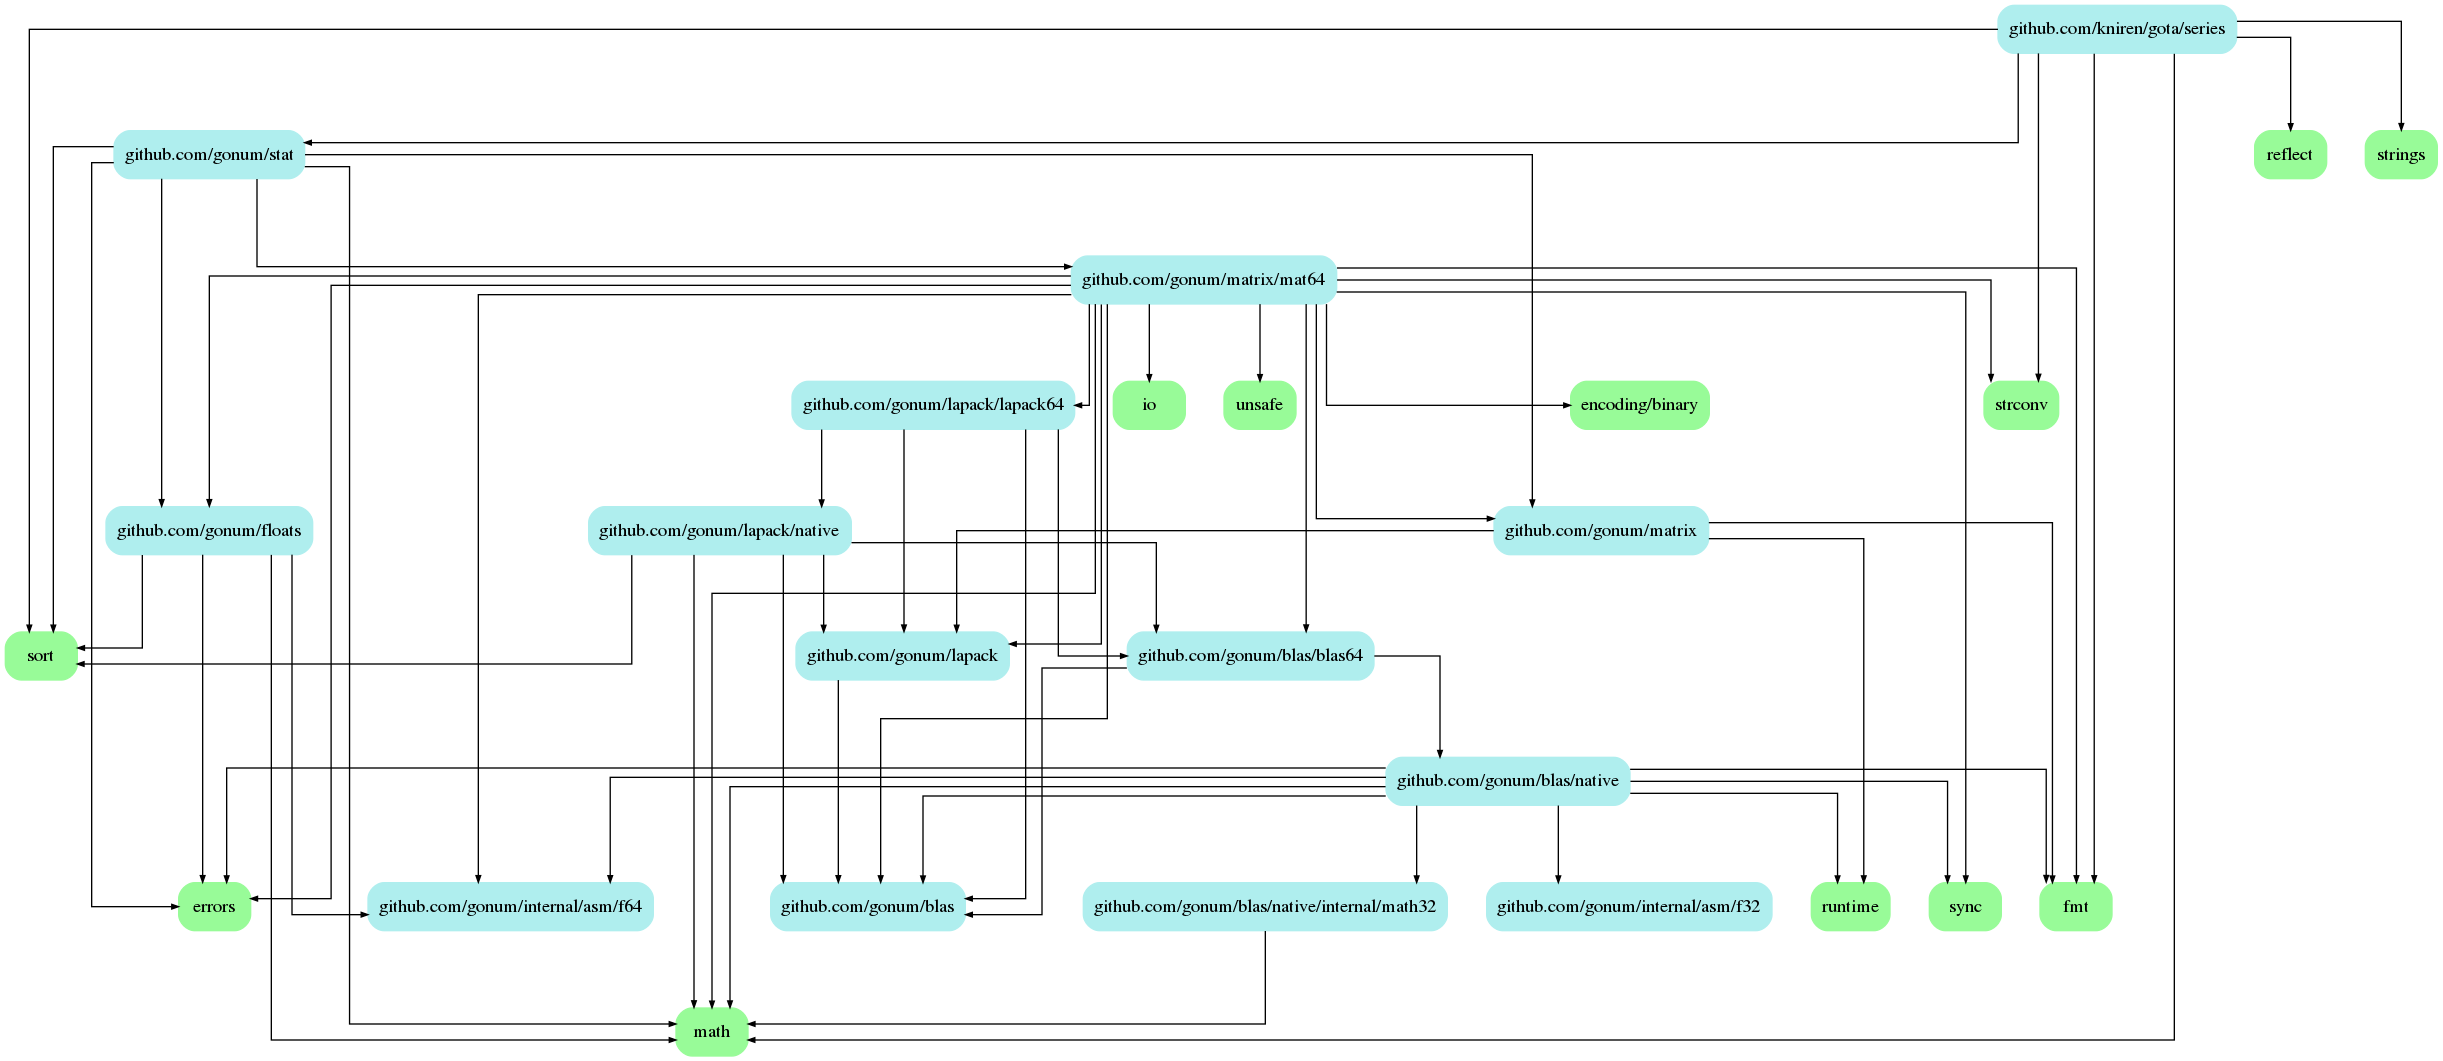 github.com/kniren/gota/series
github.com/gonum/stat
reflect
strings
github.com/gonum/matrix/mat64
github.com/gonum/lapack/lapack64
io
unsafe
encoding/binary
strconv
github.com/gonum/floats
github.com/gonum/lapack/native
github.com/gonum/matrix
sort
github.com/gonum/lapack
github.com/gonum/blas/blas64
github.com/gonum/blas/native
errors
github.com/gonum/internal/asm/f64
github.com/gonum/blas
github.com/gonum/blas/native/internal/math32
github.com/gonum/internal/asm/f32
runtime
sync
fmt
math